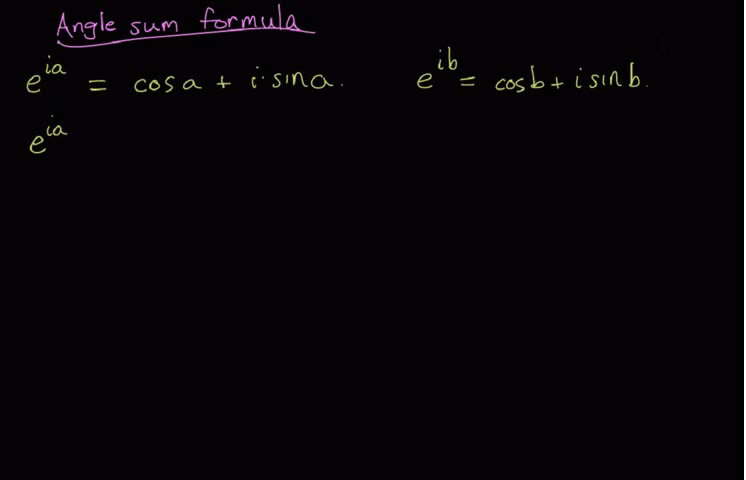 Angle sum formula
e^{ia} = cos a + i·sin a. e^{ib} = cos b + i sin b.
e^{ia}